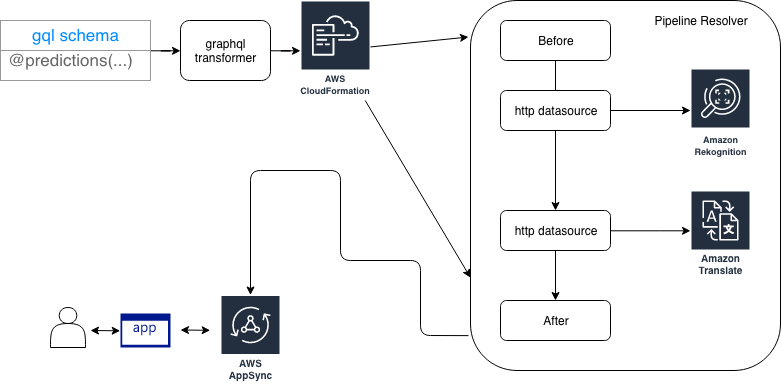 gql schema
@predictions(...)
graphql
transformer
AWS
CloudFormation
Pipeline Resolver
Before
http datasource
Amazon
Rekognition
http datasource
A
文
Amazon
Translate
After
app
AWS
AppSync